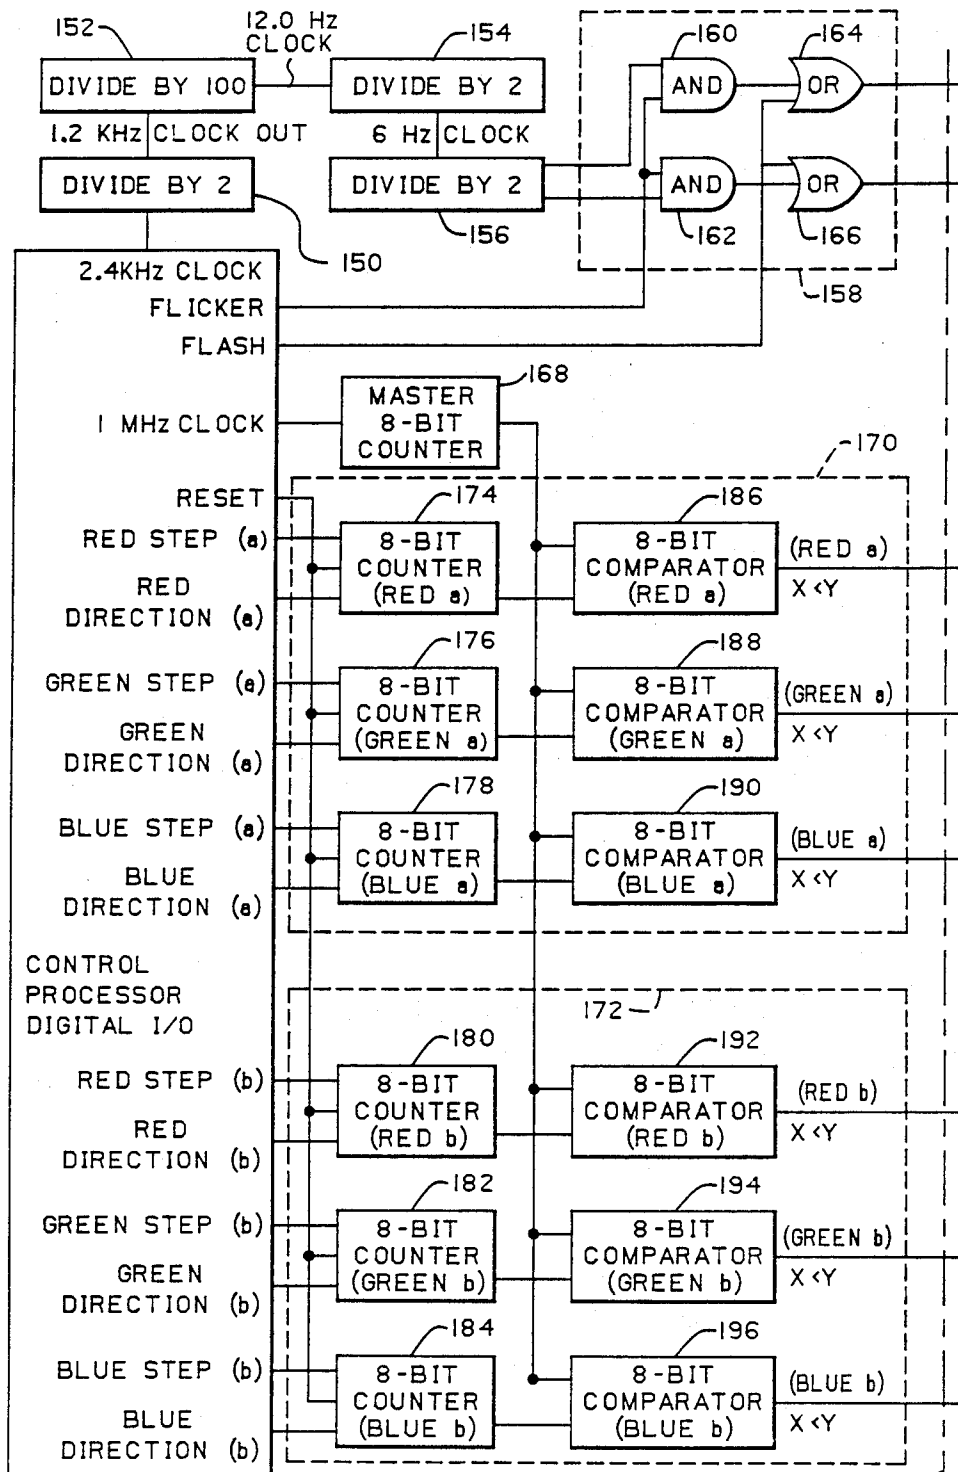 152
12.0 Hz
CLOCK
154
160
164
DIVIDE BY 100
DIVIDE BY 2
AND
OR
1.2 KHz CLOCK OUT
6 Hz CLOCK
DIVIDE BY 2
DIVIDE BY 2
AND
OR
150
156
162
166
158
2.4KHz CLOCK
FLICKER
FLASH
1 MHz CLOCK
MASTER
8-BIT
COUNTER
168
170
RESET
174
186
RED STEP (a)
8-BIT
COUNTER
(RED a)
8-BIT
COMPARATOR
(RED a)
(RED a)
X<Y
RED
DIRECTION (a)
176
188
GREEN STEP (a)
8-BIT
COUNTER
(GREEN a)
8-BIT
COMPARATOR
(GREEN a)
(GREEN a)
X<Y
GREEN
DIRECTION (a)
178
190
BLUE STEP (a)
8-BIT
COUNTER
(BLUE a)
8-BIT
COMPARATOR
(BLUE a)
(BLUE a)
X<Y
BLUE
DIRECTION (a)
CONTROL
PROCESSOR
DIGITAL I/O
172
180
192
RED STEP (b)
8-BIT
COUNTER
(RED b)
8-BIT
COMPARATOR
(RED b)
(RED b)
X<Y
RED
DIRECTION (b)
182
194
GREEN STEP (b)
8-BIT
COUNTER
(GREEN b)
8-BIT
COMPARATOR
(GREEN b)
(GREEN b)
X<Y
GREEN
DIRECTION (b)
184
196
BLUE STEP (b)
8-BIT
COUNTER
(BLUE b)
8-BIT
COMPARATOR
(BLUE b)
(BLUE b)
X<Y
BLUE
DIRECTION (b)